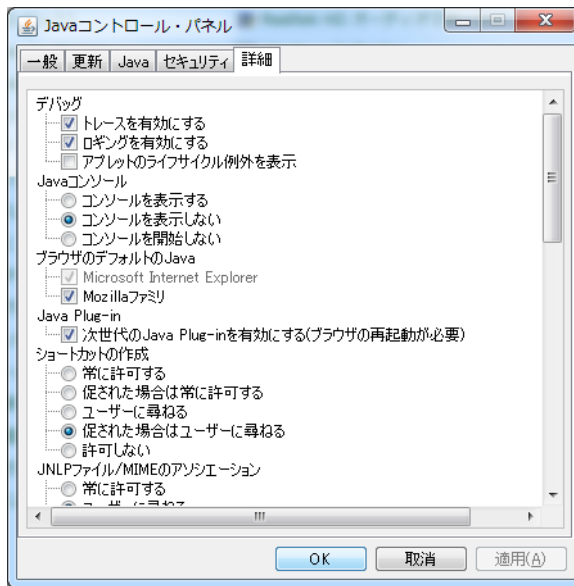 Javaコントロール・パネル
一般 更新 Java セキュリティ 詳細
デバッグ
トレースを有効にする
ロギングを有効にする
アプレットのライフサイクル例外を表示
Javaコンソール
コンソールを表示する
コンソールを表示しない
コンソールを開始しない
ブラウザのデフォルトのJava
Microsoft Internet Explorer
Mozillaファミリ
Java Plug-in
次世代のJava Plug-inを有効にする(ブラウザの再起動が必要)
ショートカットの作成
常に許可する
促された場合は常に許可する
ユーザーに尋ねる
促された場合はユーザーに尋ねる
許可しない
JNLPファイル/MIMEのアソシエーション
常に許可する
OK 取消 適用(A)